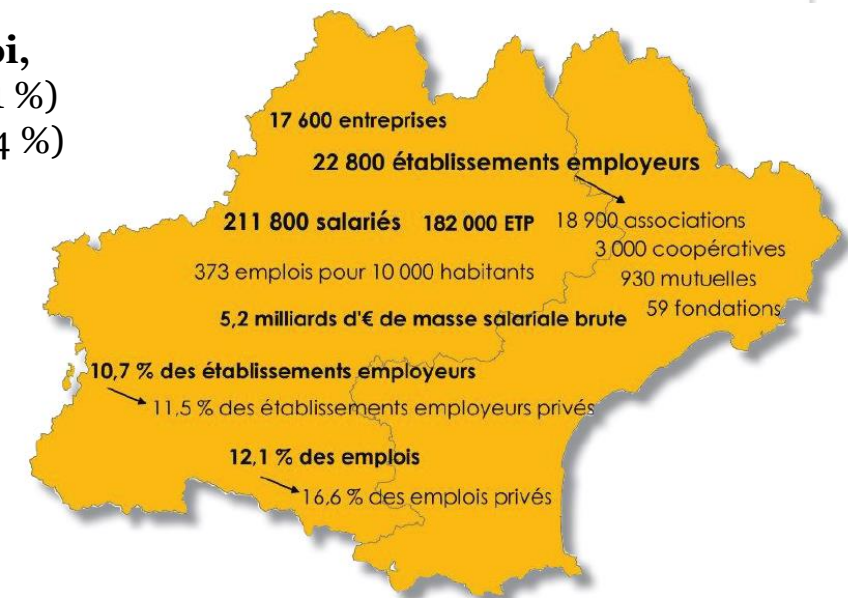 %)
4 %)
17 600 entreprises
22 800 établissements employeurs
211 800 salariés 182 000 ETP
18 900 associations
3 000 coopératives
930 mutuelles
59 fondations
373 emplois pour 10 000 habitants
5,2 milliards d'€ de masse salariale brute
10,7 % des établissements employeurs
11,5 % des établissements employeurs privés
12,1 % des emplois
16,6 % des emplois privés